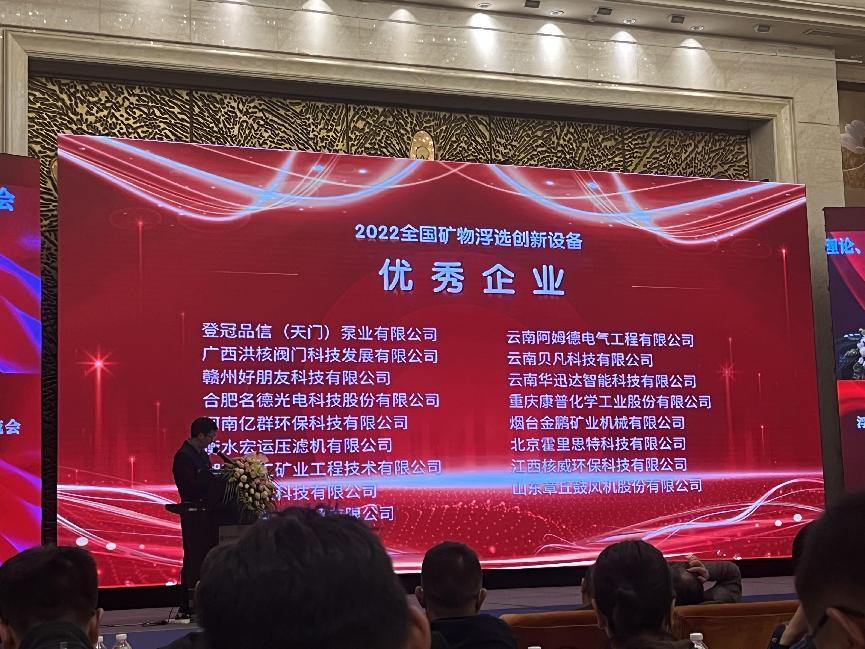 2022全国矿物浮选创新设备
优秀企业
登冠品信（天门）泵业有限公司
广西洪核阀门科技发展有限公司
赣州好朋友科技有限公司
合肥名德光电科技股份有限公司
南亿群环保科技有限公司
水宏运压滤机有限公司
矿业工程技术有限公司
科技有限公司
限公司
云南阿姆德电气工程有限公司
云南贝凡科技有限公司
云南华迅达智能科技有限公司
重庆康普化学工业股份有限公司
烟台金鹏矿业机械有限公司
北京霍里思特科技有限公司
江西核威环保科技有限公司
山东章丘鼓风机股份有限公司
会
流会
理论、